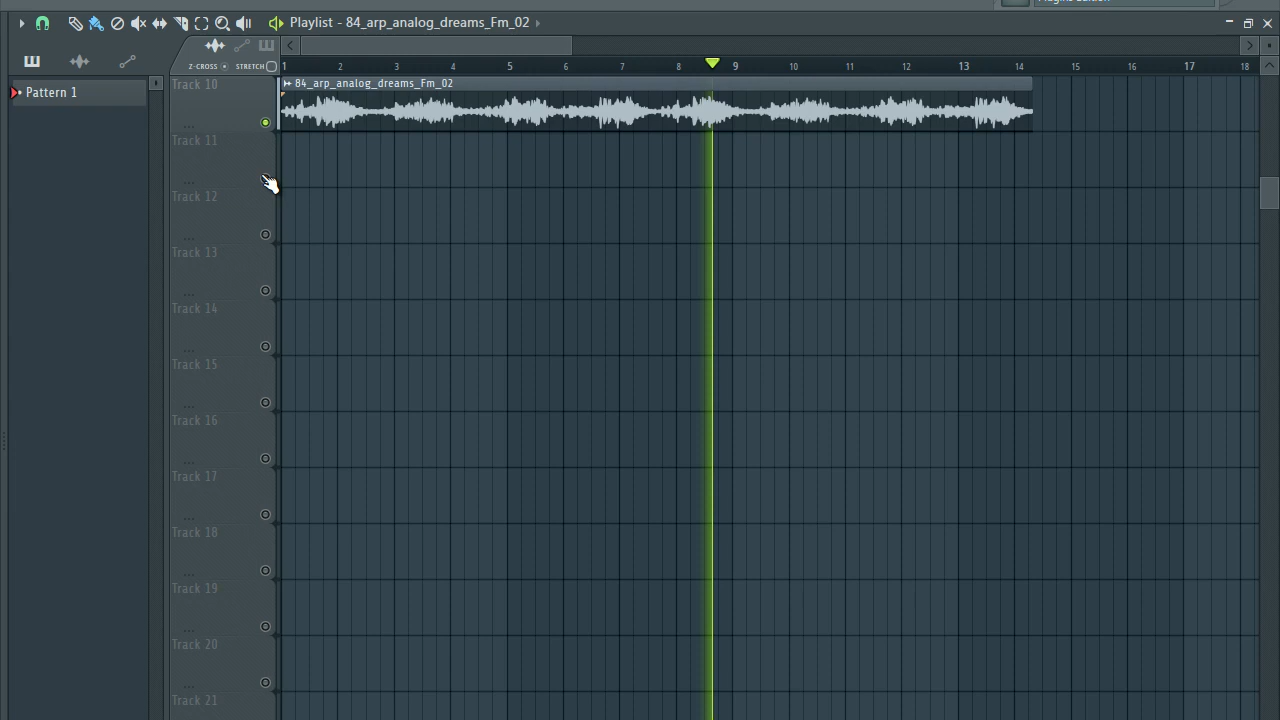 Playlist - 84_arp_analog_dreams_Fm_02
Z-CROSS STRETCH
1 2 3 4 5 6 7 8 9 10 11 12 13 14 15 16 17 18
Pattern 1
Track 10
84_arp_analog_dreams_Fm_02
Track 11
Track 12
Track 13
Track 14
Track 15
Track 16
Track 17
Track 18
Track 19
Track 20
Track 21